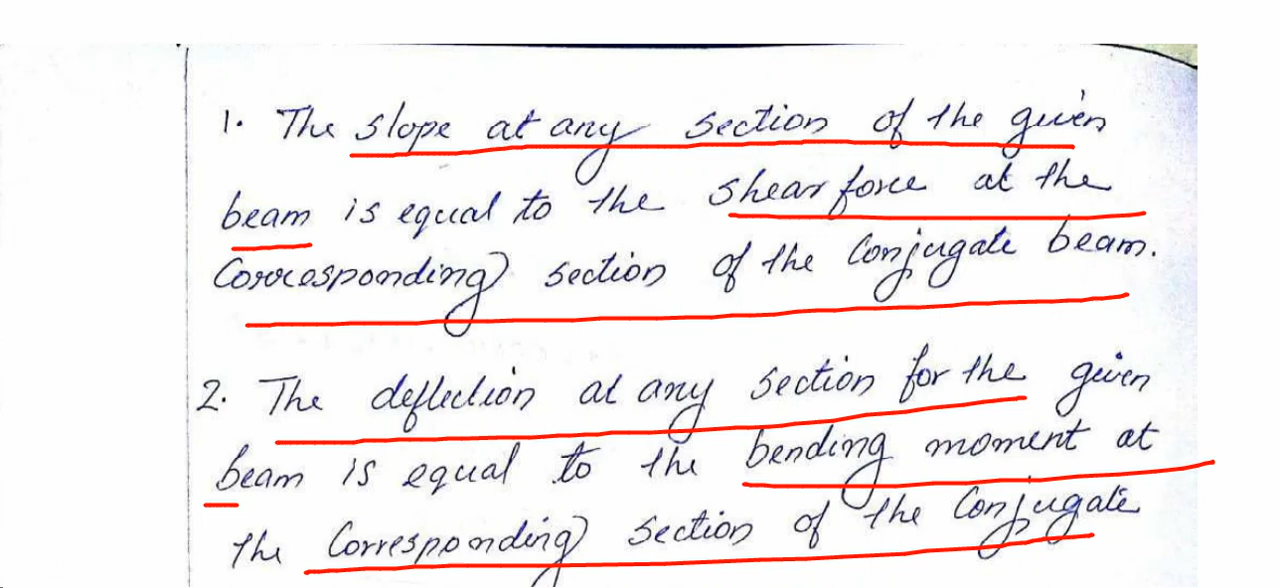 1. The slope at any section of the given
beam is equal to the shear force at the
Corresponding section of the Conjugate beam.
2. The deflection at any section for the given
beam is equal to the bending moment at
the Corresponding section of the Conjugate